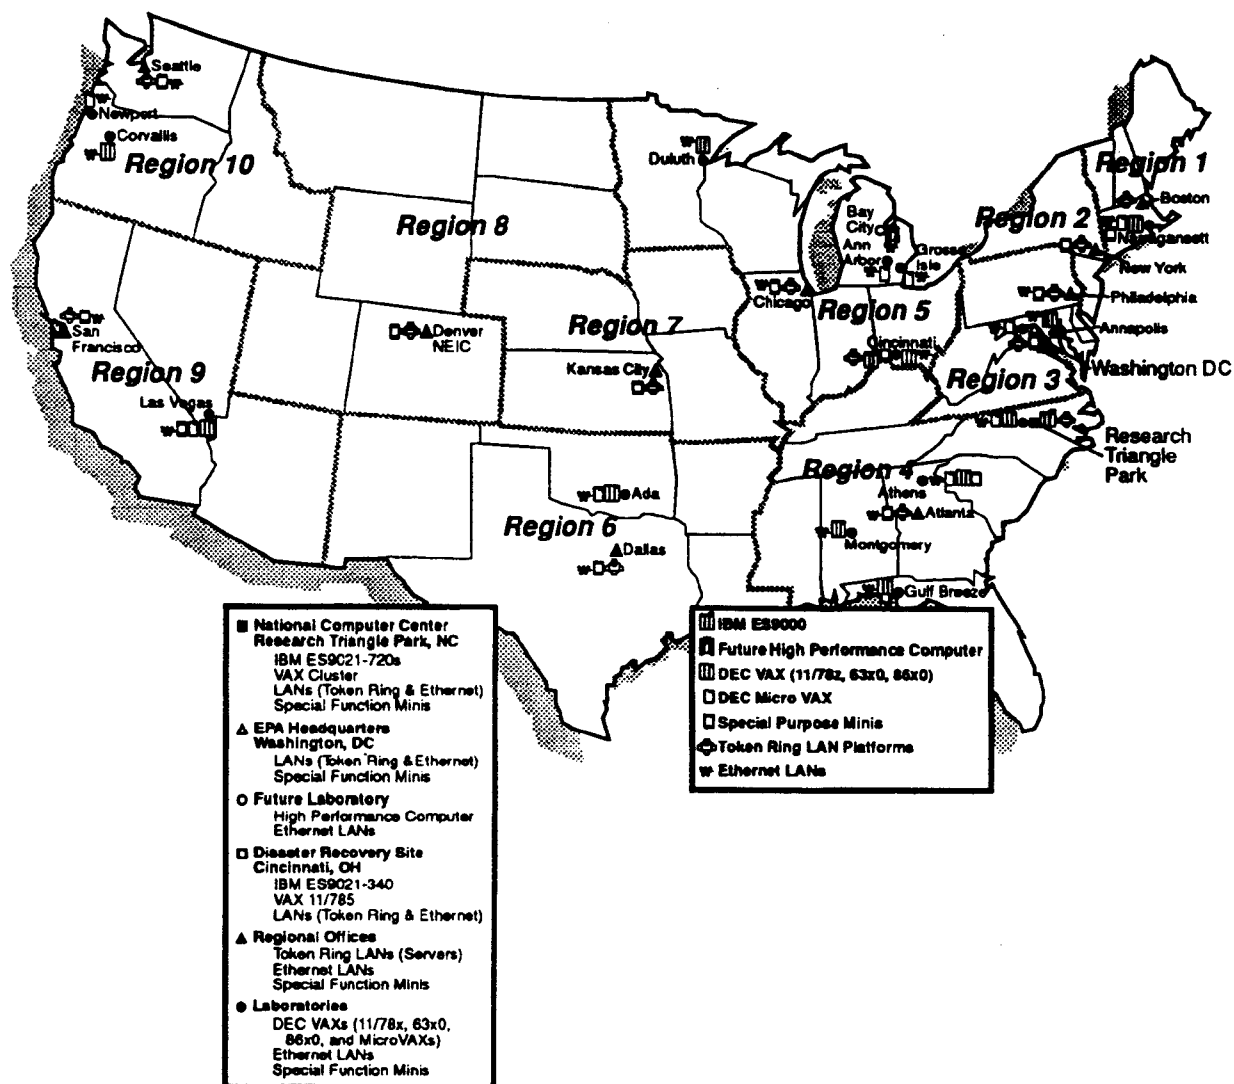 Seattle
Newport
Corvallis
Region 10
Duluth
Region 8
Region 1
Boston
Region 2
Narragansett
New York
Bay
City
Ann
Arbor
Grosse
Isle
Chicago
Region 5
Philadelphia
Annapolis
Washington DC
San
Francisco
Denver
NEIC
Region 7
Kansas City
Cincinnati
Region 3
Region 9
Las Vegas
Research
Triangle
Park
Region 4
Athens
Ada
Atlanta
Region 6
Montgomery
Dallas
Gulf Breeze
National Computer Center
Research Triangle Park, NC
IBM ES9021-720s
VAX Cluster
LANs (Token Ring & Ethernet)
Special Function Minis
EPA Headquarters
Washington, DC
LANs (Token Ring & Ethernet)
Special Function Minis
Future Laboratory
High Performance Computer
Ethernet LANs
Disaster Recovery Site
Cincinnati, OH
IBM ES9021-340
VAX 11/785
LANs (Token Ring & Ethernet)
Regional Offices
Token Ring LANs (Servers)
Ethernet LANs
Special Function Minis
Laboratories
DEC VAXs (11/78x, 63x0,
86x0, and MicroVAXs)
Ethernet LANs
Special Function Minis
IBM ES9000
Future High Performance Computer
DEC VAX (11/78z, 63x0, 86x0)
DEC Micro VAX
Special Purpose Minis
Token Ring LAN Platforms
Ethernet LANs